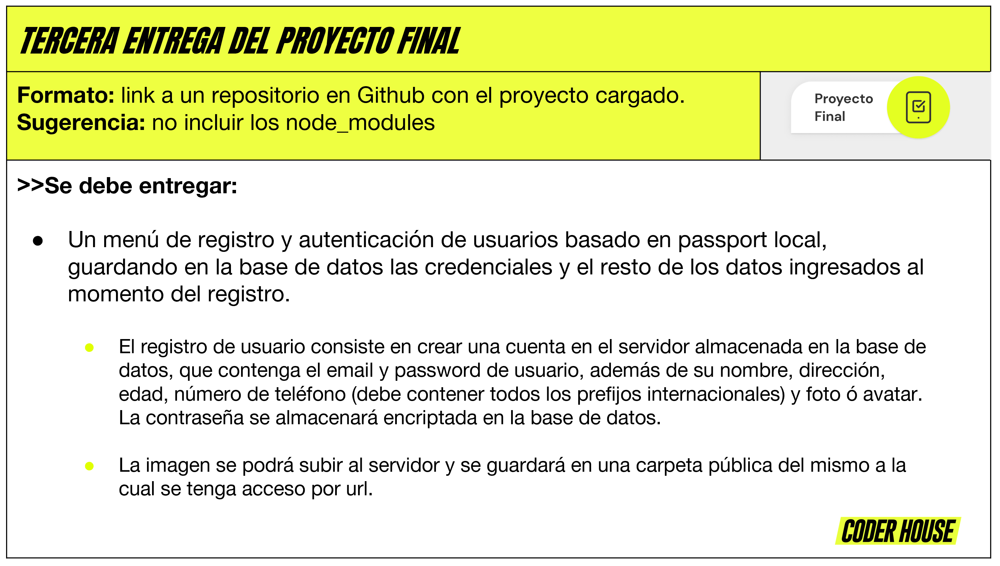 TERCERA ENTREGA DEL PROYECTO FINAL
Formato: link a un repositorio en Github con el proyecto cargado.
Sugerencia: no incluir los node_modules
Proyecto
Final
>>Se debe entregar:
● Un menú de registro y autenticación de usuarios basado en passport local,
guardando en la base de datos las credenciales y el resto de los datos ingresados al
momento del registro.
● El registro de usuario consiste en crear una cuenta en el servidor almacenada en la base de
datos, que contenga el email y password de usuario, además de su nombre, dirección,
edad, número de teléfono (debe contener todos los prefijos internacionales) y foto ó avatar.
La contraseña se almacenará encriptada en la base de datos.
● La imagen se podrá subir al servidor y se guardará en una carpeta pública del mismo a la
cual se tenga acceso por url.
CODER HOUSE